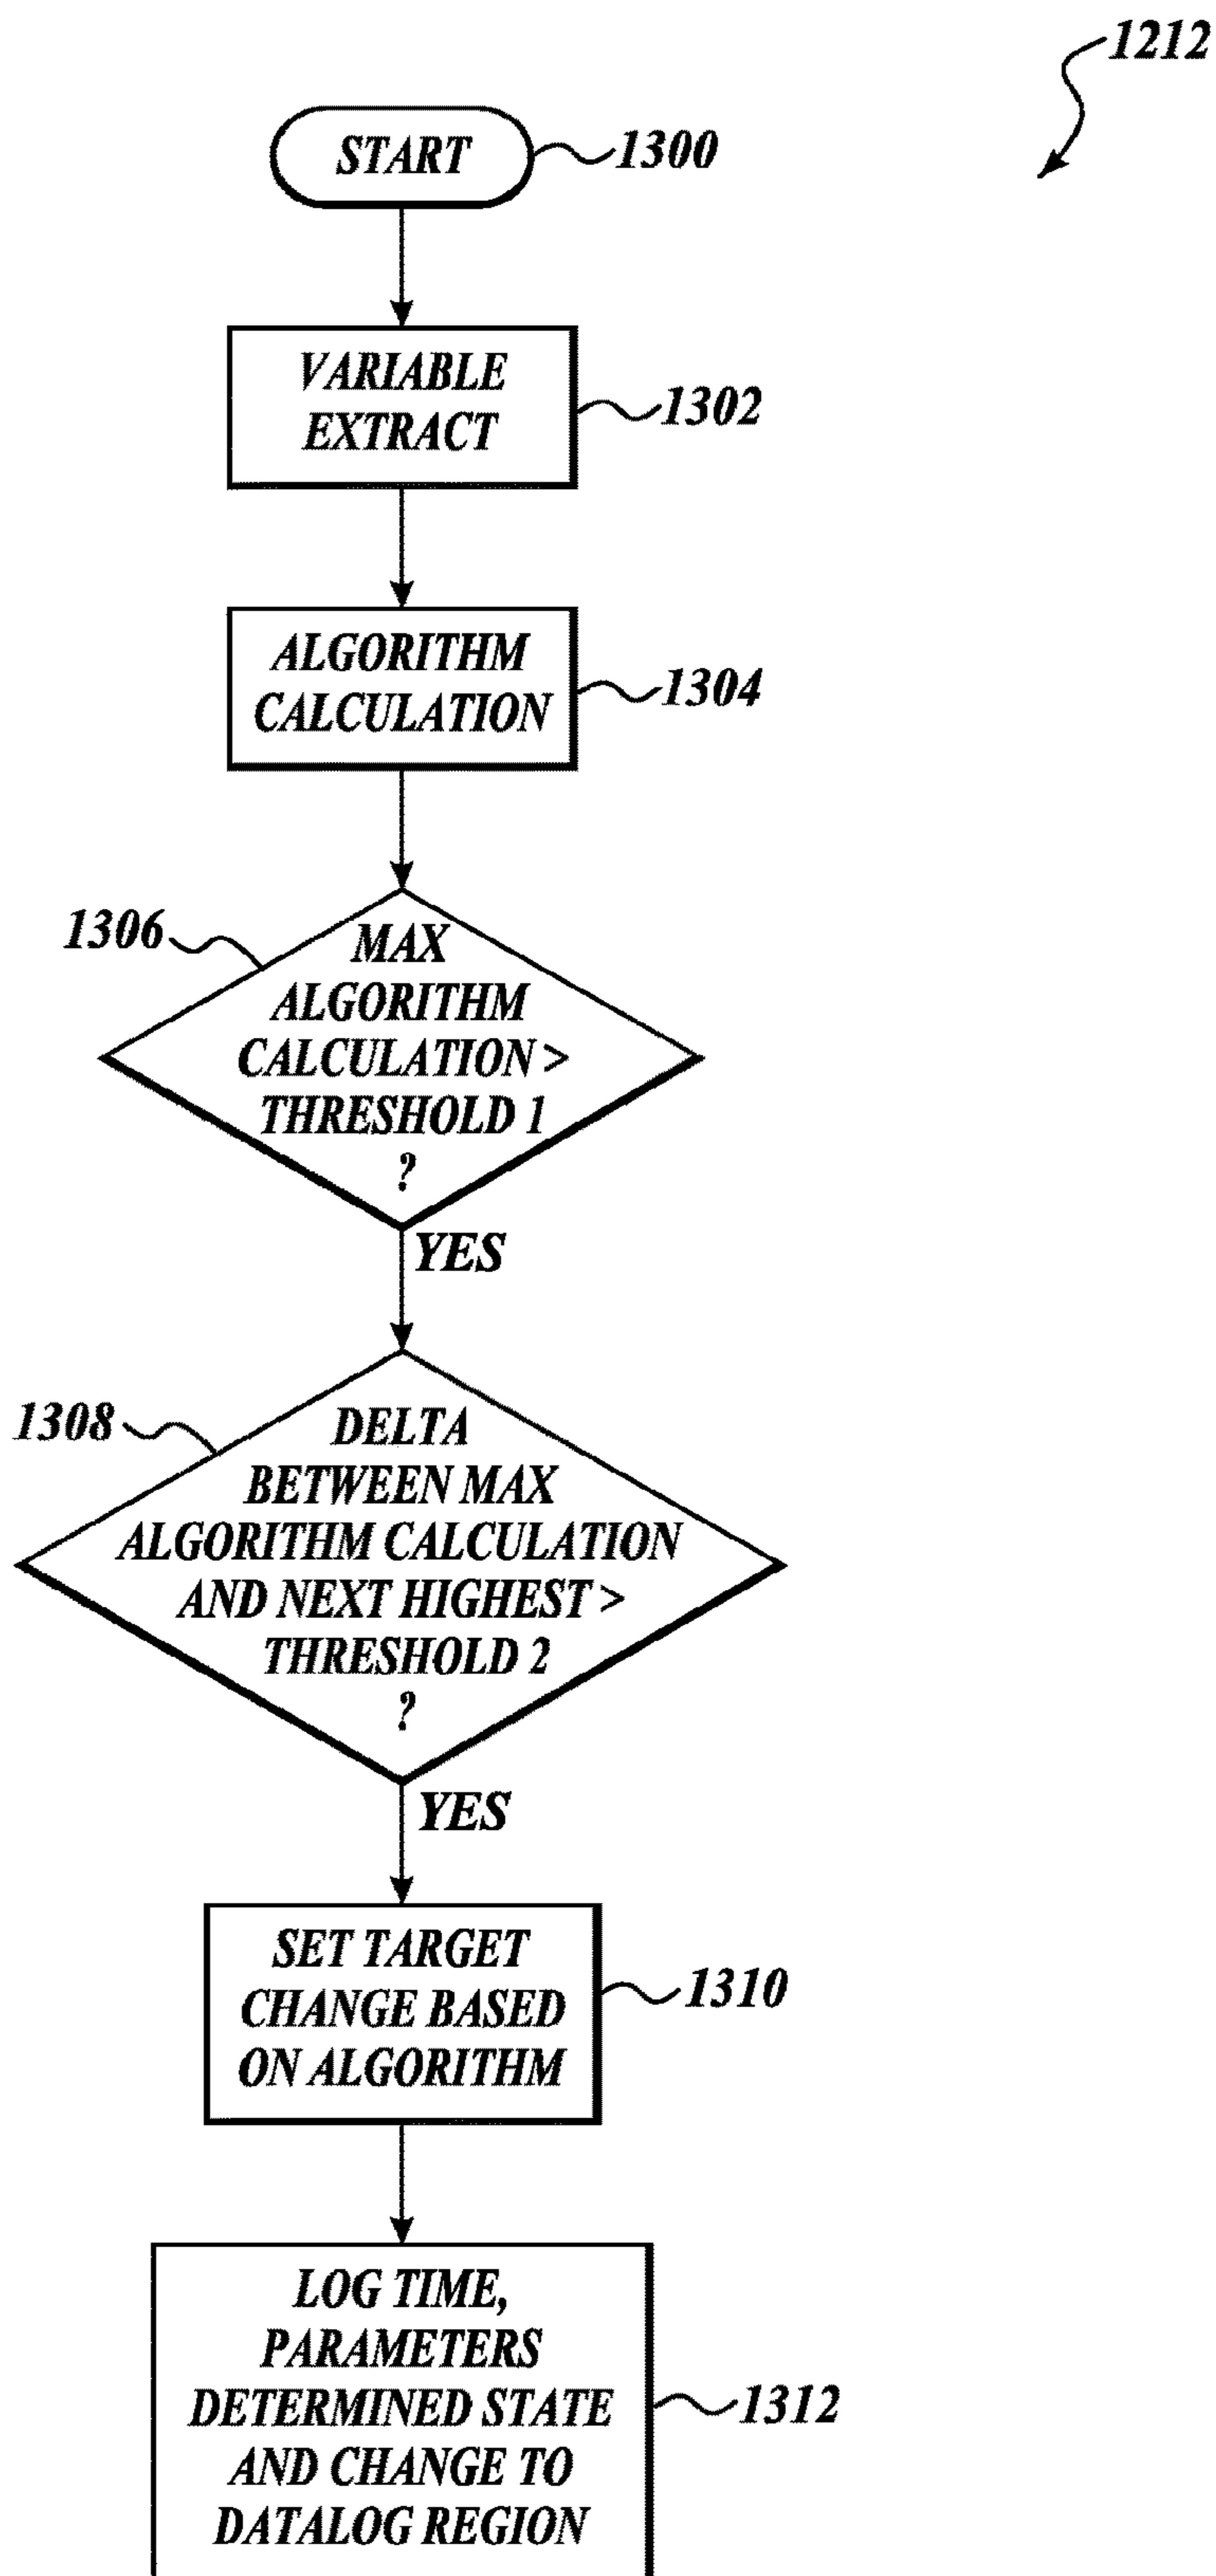 1212
START
1300
VARIABLE
EXTRACT
1302
ALGORITHM
CALCULATION
1304
1306
MAX
ALGORITHM
CALCULATION >
THRESHOLD 1
?
YES
1308
DELTA
BETWEEN MAX
ALGORITHM CALCULATION
AND NEXT HIGHEST >
THRESHOLD 2
?
YES
SET TARGET
CHANGE BASED
ON ALGORITHM
1310
LOG TIME,
PARAMETERS
DETERMINED STATE
AND CHANGE TO
DATALOG REGION
1312